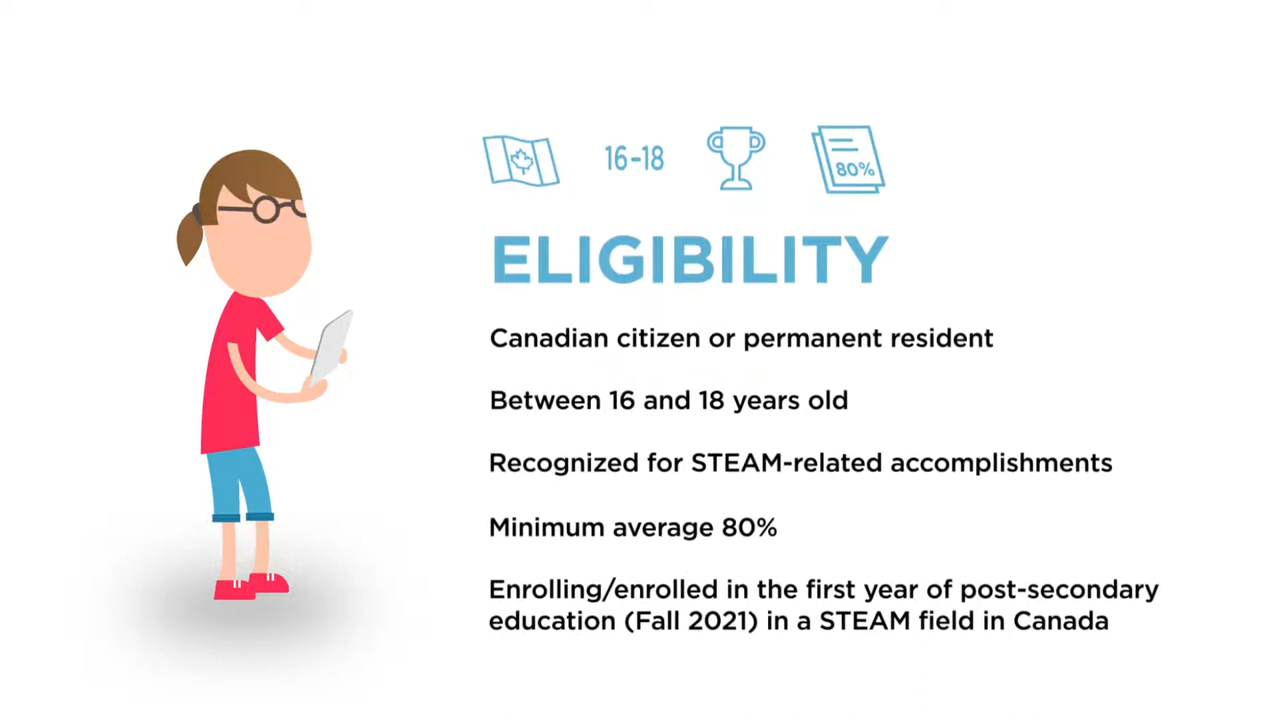 16-18
80%
ELIGIBILITY
Canadian citizen or permanent resident
Between 16 and 18 years old
Recognized for STEAM-related accomplishments
Minimum average 80%
Enrolling/enrolled in the first year of post-secondary
education (Fall 2021) in a STEAM field in Canada